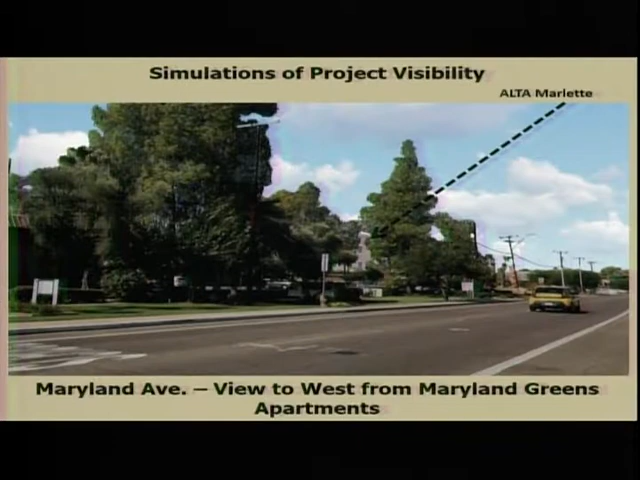 Simulations of Project Visibility
ALTA Marlette
Maryland Ave. – View to West from Maryland Greens
Apartments